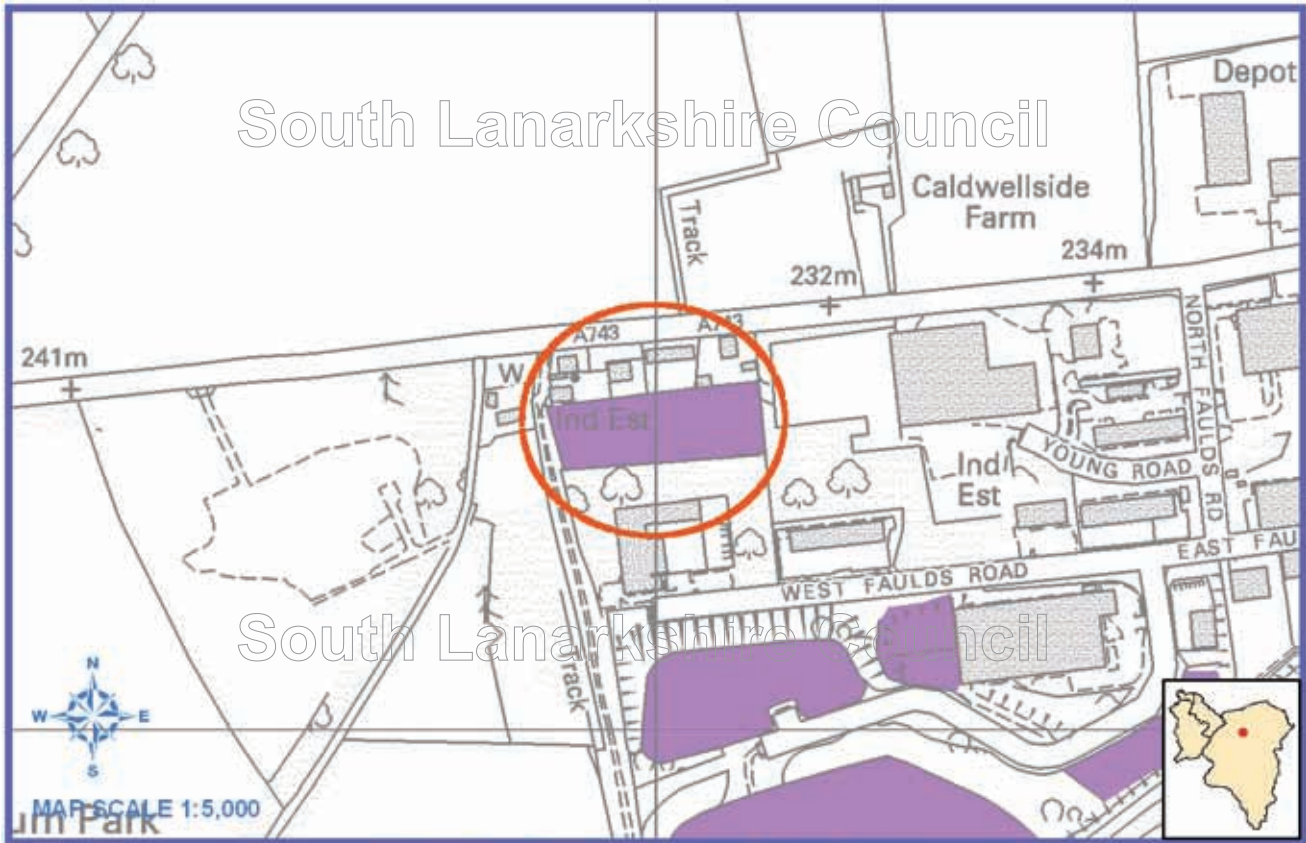 South Lanarkshire Council
Depot
Caldwellside
Farm
Track
234m
232m
A743
A743
241m
W
Ind Est
NORTH FAULDS RD
YOUNG ROAD
Ind
Est
EAST FAU
WEST FAULDS ROAD
South Lanarkshire Council
Track
N
W E
S
MAP SCALE 1:5,000
um Park